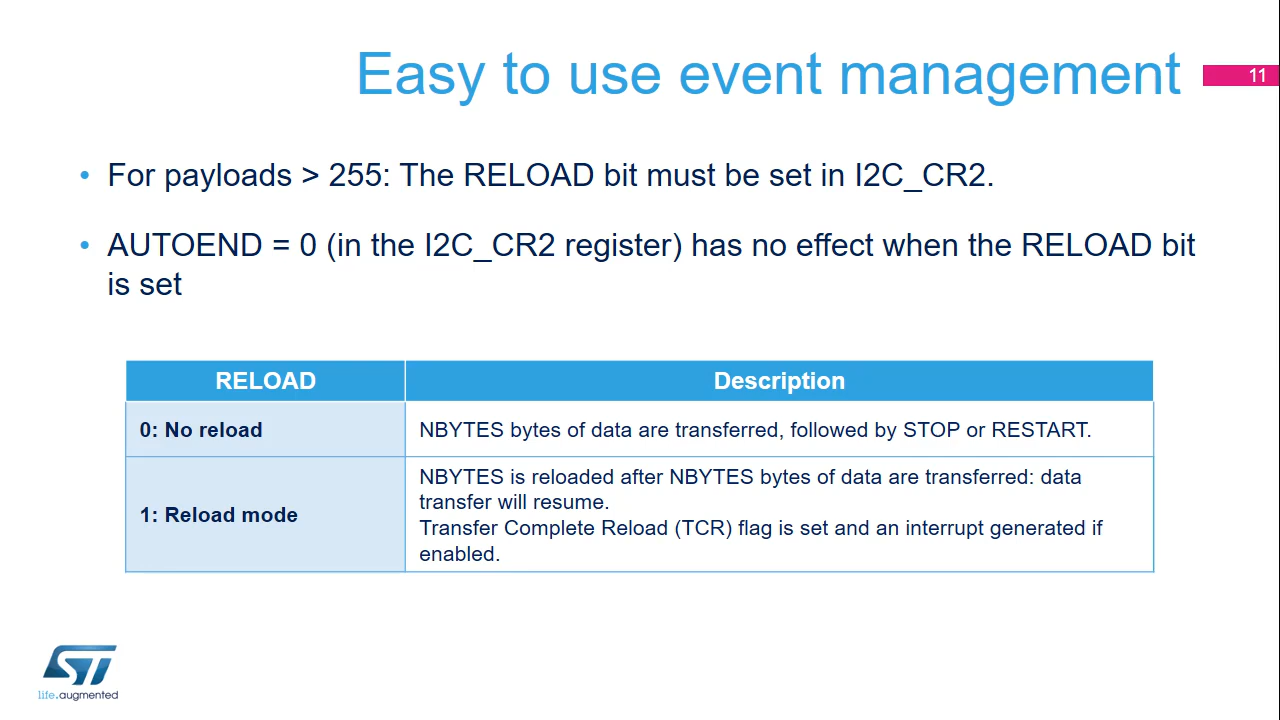 Easy to use event management
11
• For payloads > 255: The RELOAD bit must be set in I2C_CR2.
• AUTOEND = 0 (in the I2C_CR2 register) has no effect when the RELOAD bit
is set
RELOAD
Description
0: No reload
NBYTES bytes of data are transferred, followed by STOP or RESTART.
1: Reload mode
NBYTES is reloaded after NBYTES bytes of data are transferred: data
transfer will resume.
Transfer Complete Reload (TCR) flag is set and an interrupt generated if
enabled.
ST
life.augmented